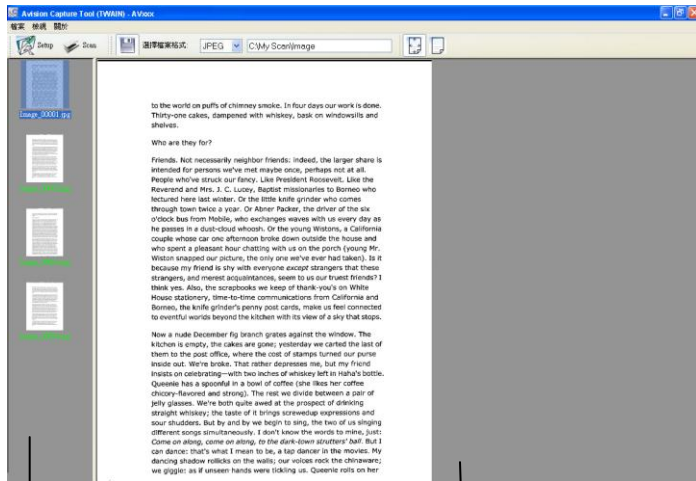 Avision Capture Tool (TWAIN) - AVxxx
檔案 檢視 關於
Setup Scan 選擇檔案格式: JPEG C:\My Scan\Image
Image_00001.jpg
to the world on puffs of chimney smoke. In four days our work is done.
Thirty-one cakes, dampened with whiskey, bask on windowsills and
shelves.
Who are they for?
Friends. Not necessarily neighbor friends: indeed, the larger share is
intended for persons we've met maybe once, perhaps not at all.
People who've struck our fancy. Like President Roosevelt. Like the
Reverend and Mrs. J. C. Lucey, Baptist missionaries to Borneo who
lectured here last winter. Or the little knife grinder who comes
through town twice a year. Or Abner Packer, the driver of the six
o'clock bus from Mobile, who exchanges waves with us every day as
he passes in a dust-cloud whoosh. Or the young Wistons, a California
couple whose car one afternoon broke down outside the house and
who spent a pleasant hour chatting with us on the porch (young Mr.
Wiston snapped our picture, the only one we've ever had taken). Is it
because my friend is shy with everyone except strangers that these
strangers, and merest acquaintances, seem to us our truest friends? I
think yes. Also, the scrapbooks we keep of thank-you's on White
House stationery, time-to-time communications from California and
Borneo, the knife grinder's penny post cards, make us feel connected
to eventful worlds beyond the kitchen with its view of a sky that stops.
Now a nude December fig branch grates against the window. The
kitchen is empty, the cakes are gone; yesterday we carted the last of
them to the post office, where the cost of stamps turned our purse
inside out. We're broke. That rather depresses me, but my friend
insists on celebrating—with two inches of whiskey left in Haha's bottle.
Queenie has a spoonful in a bowl of coffee (she likes her coffee
chicory-flavored and strong). The rest we divide between a pair of
jelly glasses. We're both quite awed at the prospect of drinking
straight whiskey; the taste of it brings screwedup expressions and
sour shudders. But by and by we begin to sing, the two of us singing
different songs simultaneously. I don't know the words to mine, just:
Come on along, come on along, to the dark-town strutters' ball. But I
can dance: that's what I mean to be, a tap dancer in the movies. My
dancing shadow rollicks on the walls; our voices rock the chinaware;
we giggle: as if unseen hands were tickling us. Queenie rolls on her